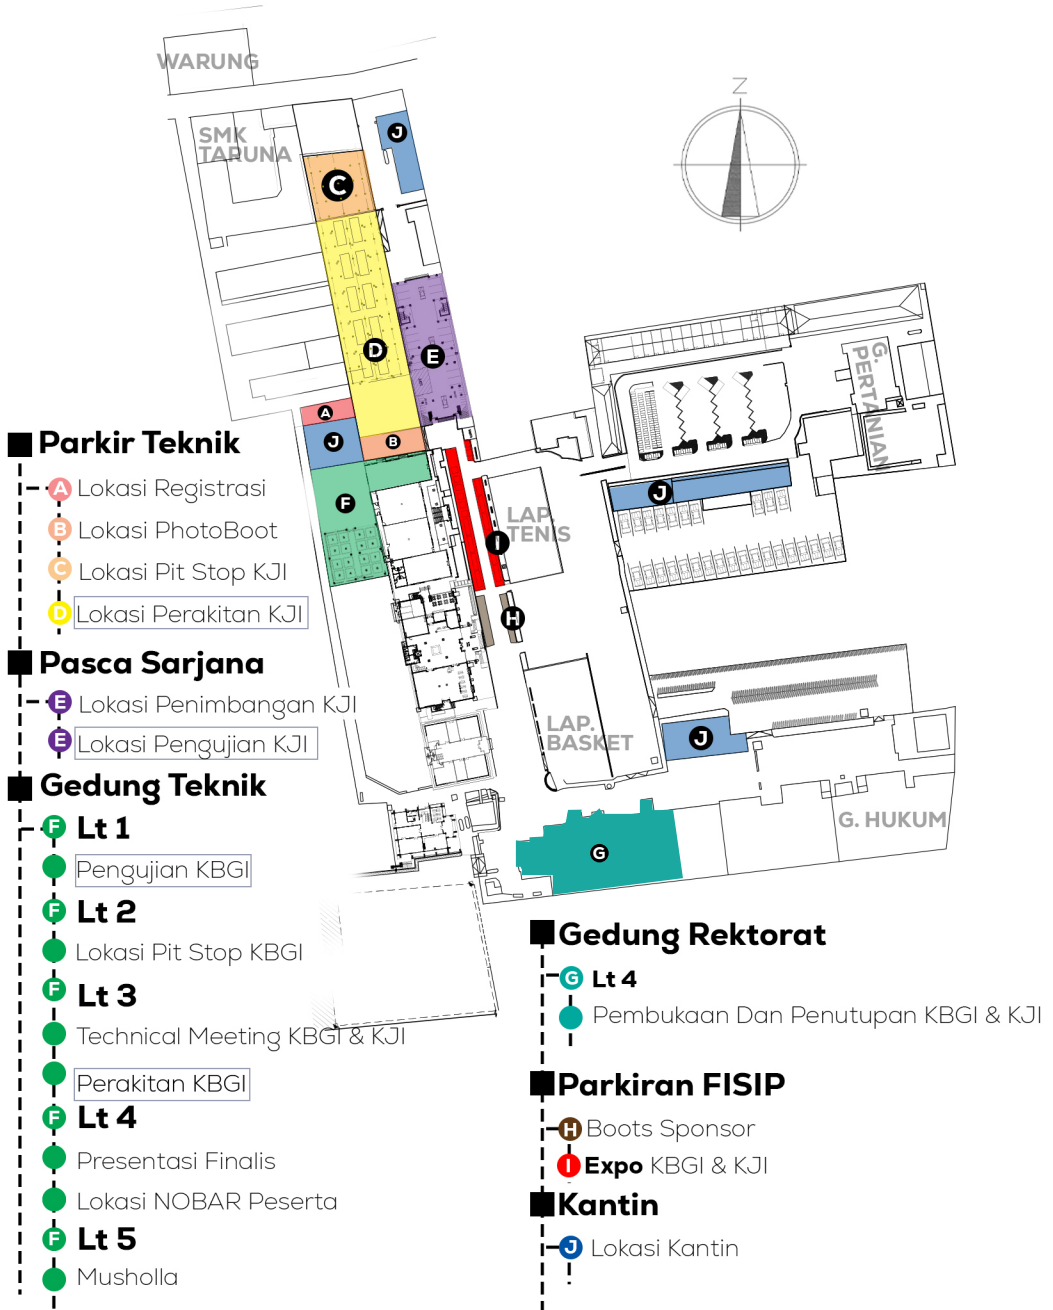 WARUNG
SMK
TARUNA
J
Z
C
D
E
A
J
B
F
G.
PERTANIAN
J
LAP.
TENIS
I
H
LAP.
BASKET
J
G. HUKUM
G
Parkir Teknik
A Lokasi Registrasi
B Lokasi PhotoBoot
C Lokasi Pit Stop KJI
D Lokasi Perakitan KJI
Pasca Sarjana
E Lokasi Penimbangan KJI
E Lokasi Pengujian KJI
Gedung Teknik
F Lt 1
Pengujian KBGI
F Lt 2
Lokasi Pit Stop KBGI
F Lt 3
Technical Meeting KBGI & KJI
Perakitan KBGI
F Lt 4
Presentasi Finalis
Lokasi NOBAR Peserta
F Lt 5
Musholla
Gedung Rektorat
G Lt 4
Pembukaan Dan Penutupan KBGI & KJI
Parkiran FISIP
H Boots Sponsor
I Expo KBGI & KJI
Kantin
J Lokasi Kantin